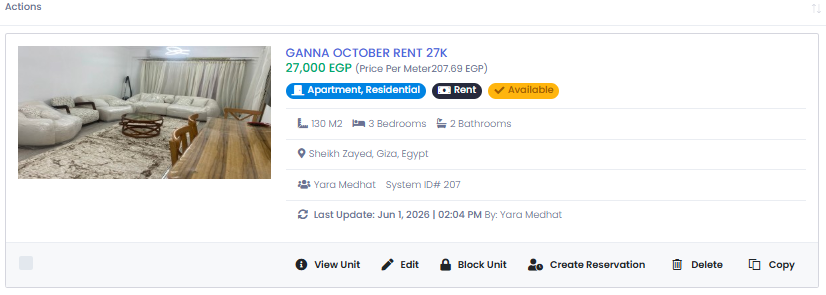 Actions
GANNA OCTOBER RENT 27K
27,000 EGP (Price Per Meter207.69 EGP)
Apartment, Residential Rent Available
130 M2 3 Bedrooms 2 Bathrooms
Sheikh Zayed, Giza, Egypt
Yara Medhat System ID# 207
Last Update: Jun 1, 2026 | 02:04 PM By: Yara Medhat
View Unit Edit Block Unit Create Reservation Delete Copy